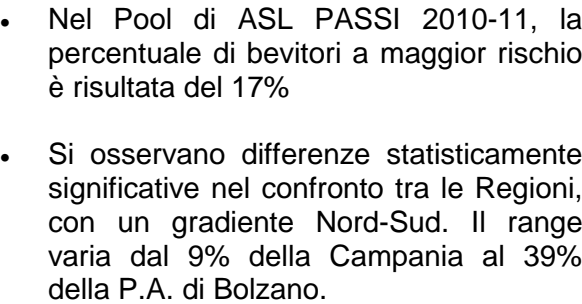 • Nel Pool di ASL PASSI 2010-11, la
percentuale di bevitori a maggior rischio
è risultata del 17%
• Si osservano differenze statisticamente
significative nel confronto tra le Regioni,
con un gradiente Nord-Sud. Il range
varia dal 9% della Campania al 39%
della P.A. di Bolzano.